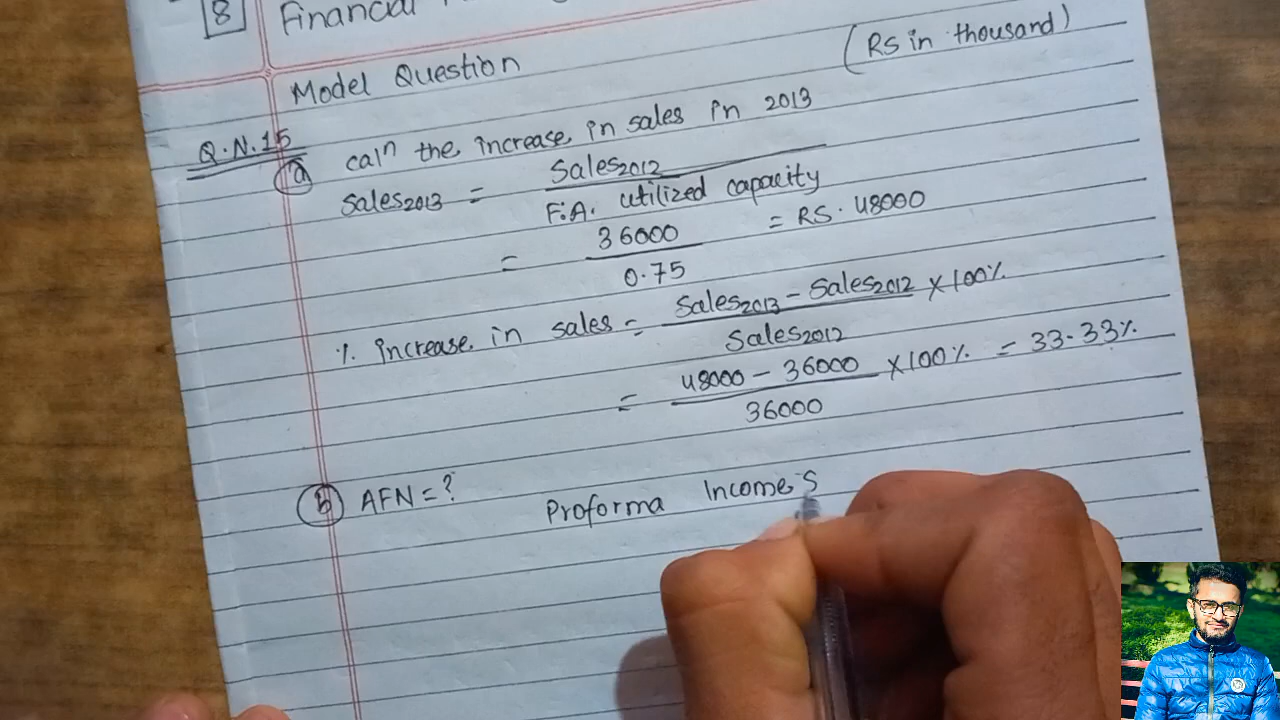 8 Financial
Model Question (RS in thousand)
Q.N.15
a calⁿ the increase in sales in 2013
Sales2013 = Sales2012
F.A. utilized capacity
= 36000 = RS. 48000
0.75
% increase in sales = Sales2013 - Sales2012 X 100%
Sales2012
= 48000 - 36000 X 100% = 33.33%
36000
b AFN = ? Proforma Income S